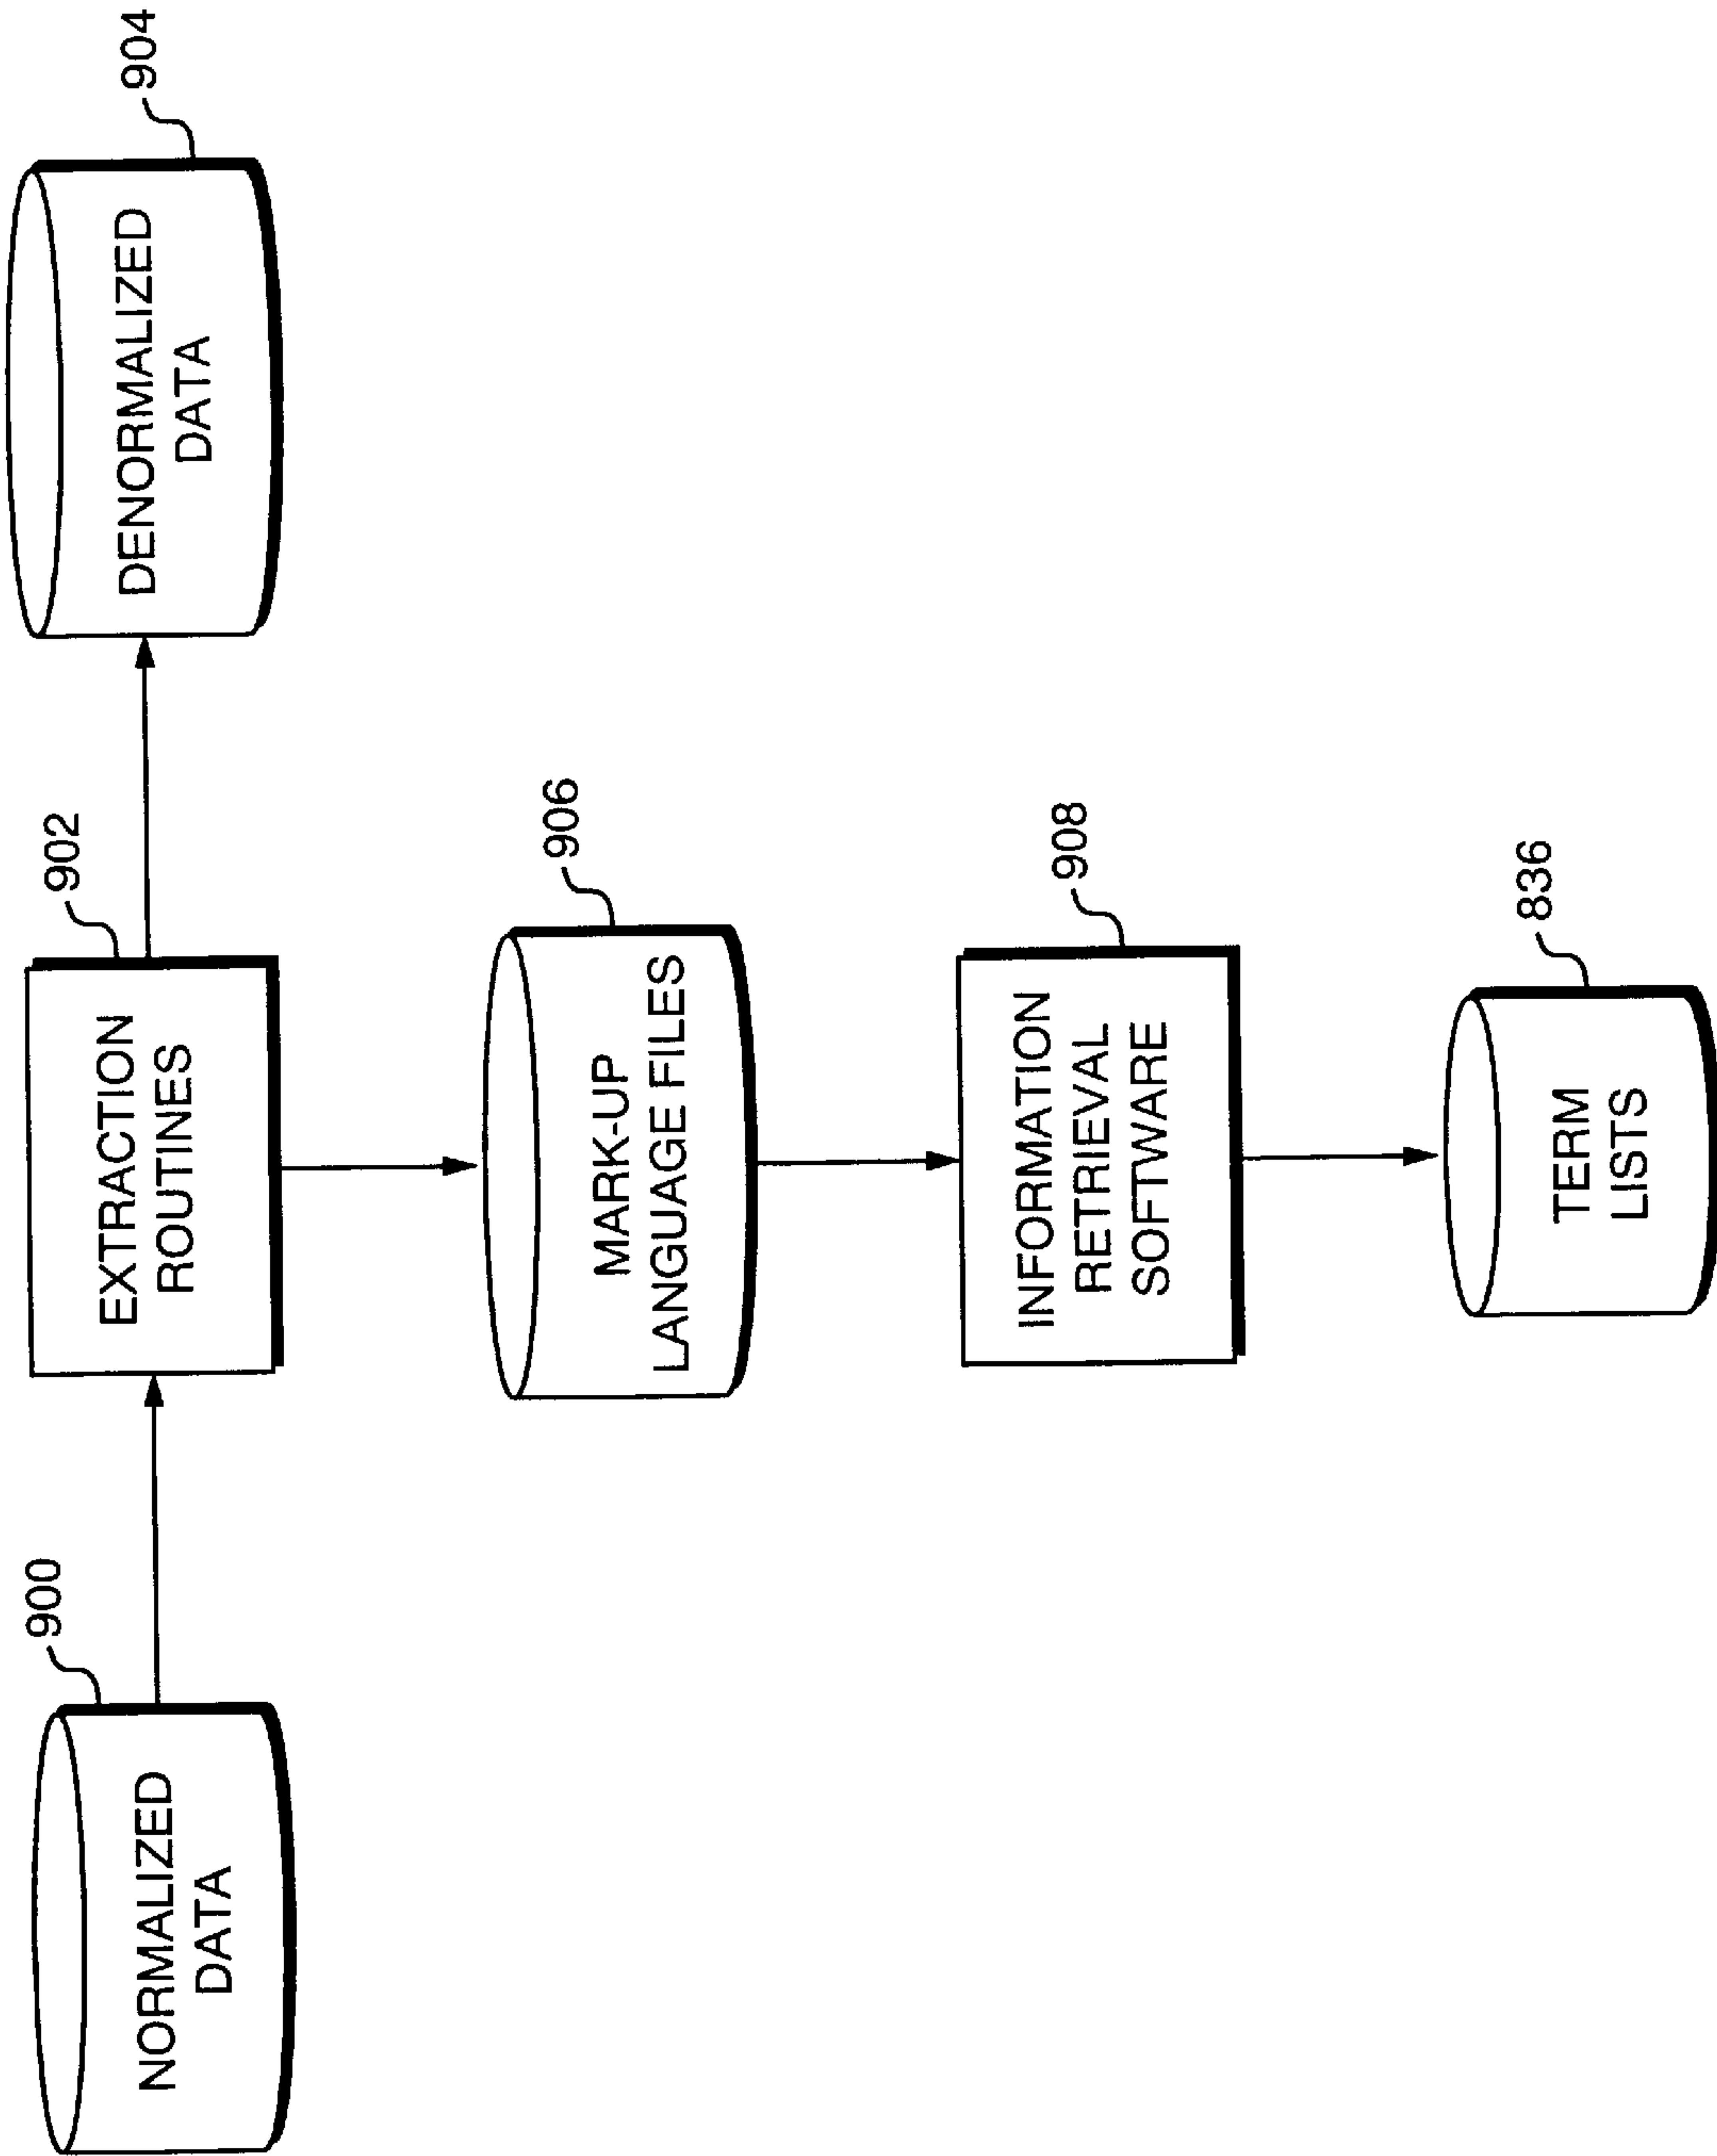 900
NORMALIZED
DATA
902
EXTRACTION
ROUTINES
904
DENORMALIZED
DATA
906
MARK-UP
LANGUAGE FILES
908
INFORMATION
RETRIEVAL
SOFTWARE
836
TERM
LISTS